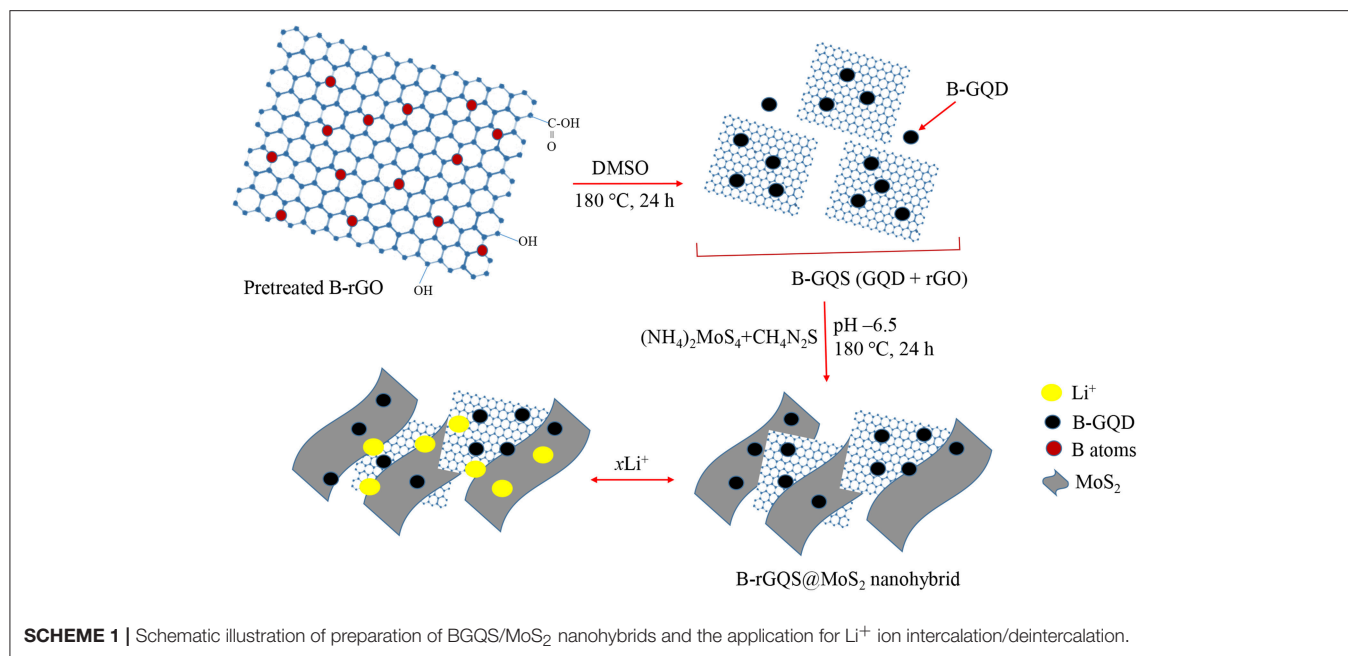 C-OH
O
OH
OH
Pretreated B-rGO
DMSO
180 °C, 24 h
B-GQD
B-GQS (GQD + rGO)
(NH₄)₂MoS₄+CH₄N₂S
pH –6.5
180 °C, 24 h
Li⁺
B-GQD
B atoms
MoS₂
xLi⁺
B-rGQS@MoS₂ nanohybrid
SCHEME 1 | Schematic illustration of preparation of BGQS/MoS₂ nanohybrids and the application for Li⁺ ion intercalation/deintercalation.